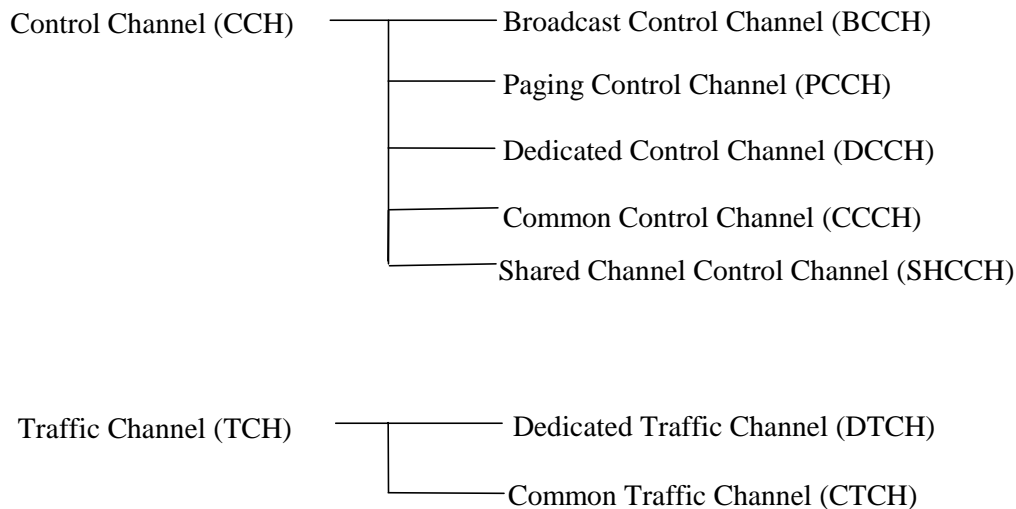 Control Channel (CCH)
Broadcast Control Channel (BCCH)
Paging Control Channel (PCCH)
Dedicated Control Channel (DCCH)
Common Control Channel (CCCH)
Shared Channel Control Channel (SHCCH)
Traffic Channel (TCH)
Dedicated Traffic Channel (DTCH)
Common Traffic Channel (CTCH)